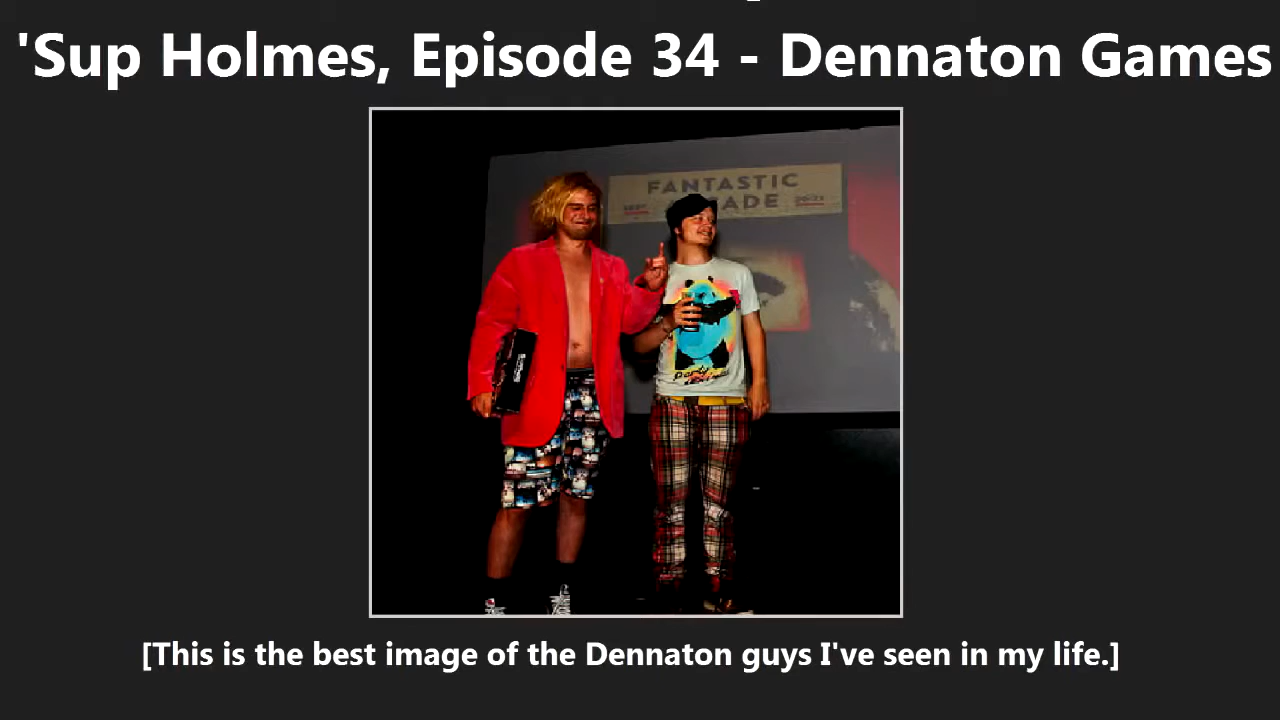 'Sup Holmes, Episode 34 - Dennaton Games
FANTASTIC
[This is the best image of the Dennaton guys I've seen in my life.]